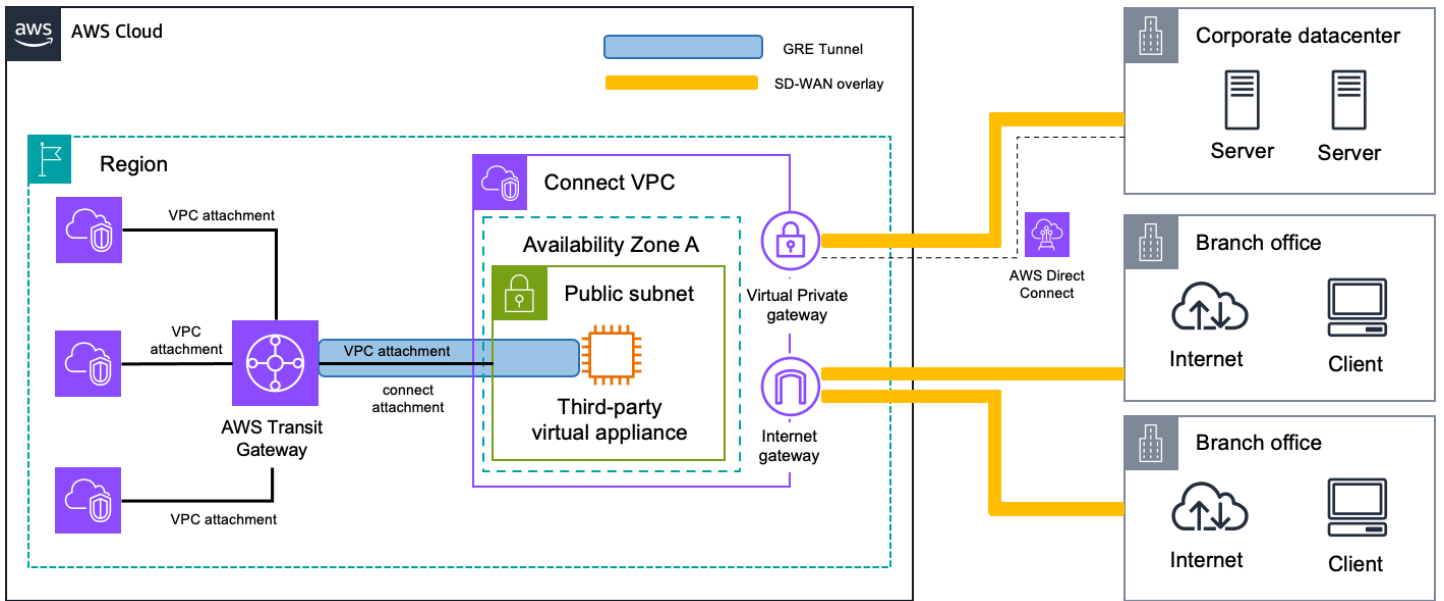 aws
AWS Cloud
GRE Tunnel
SD-WAN overlay
Region
VPC attachment
VPC
attachment
AWS Transit
Gateway
VPC attachment
VPC attachment
connect
attachment
Connect VPC
Availability Zone A
Public subnet
Third-party
virtual appliance
Virtual Private
gateway
Internet
gateway
AWS Direct
Connect
Corporate datacenter
Server
Server
Branch office
Internet
Client
Branch office
Internet
Client